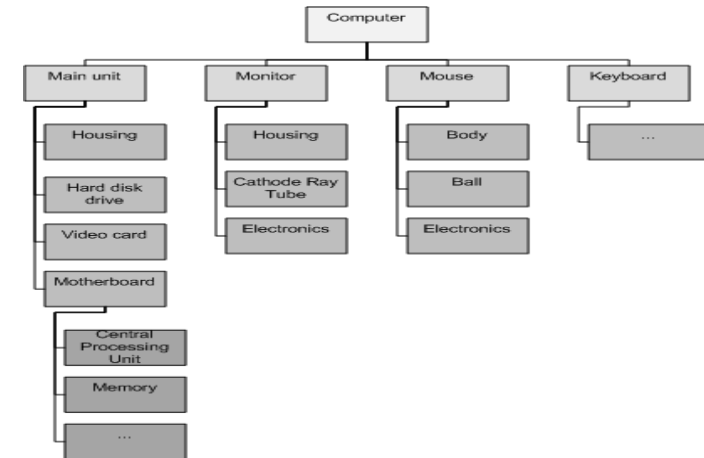 Computer
Main unit
Monitor
Mouse
Keyboard
Housing
Housing
Body
...
Hard disk
drive
Cathode Ray
Tube
Ball
Video card
Electronics
Electronics
Motherboard
Central
Processing
Unit
Memory
...